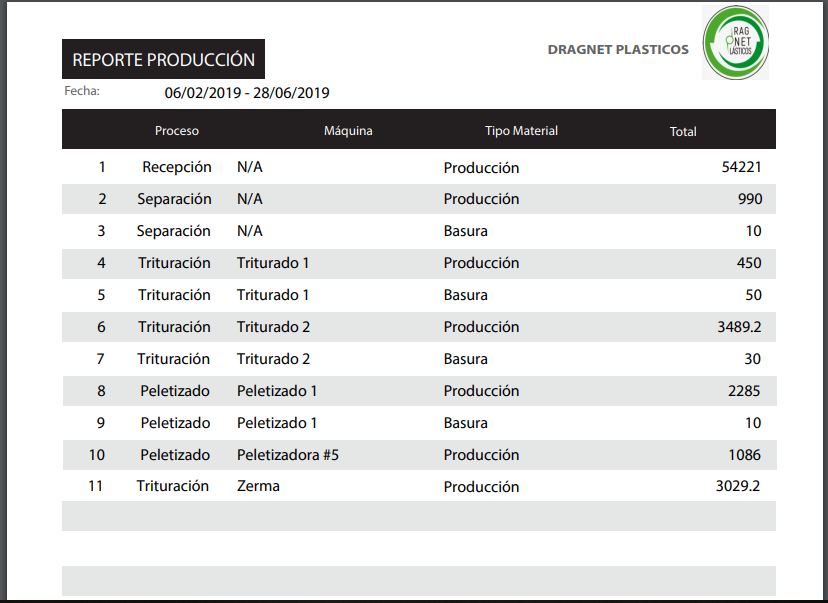 DRAGNET PLASTICOS
RAG
NET
LÁSTICOS
REPORTE PRODUCCIÓN
Fecha: 06/02/2019 - 28/06/2019
Proceso Máquina Tipo Material Total
1 Recepción N/A Producción 54221
2 Separación N/A Producción 990
3 Separación N/A Basura 10
4 Trituración Triturado 1 Producción 450
5 Trituración Triturado 1 Basura 50
6 Trituración Triturado 2 Producción 3489.2
7 Trituración Triturado 2 Basura 30
8 Peletizado Peletizado 1 Producción 2285
9 Peletizado Peletizado 1 Basura 10
10 Peletizado Peletizadora #5 Producción 1086
11 Trituración Zerma Producción 3029.2